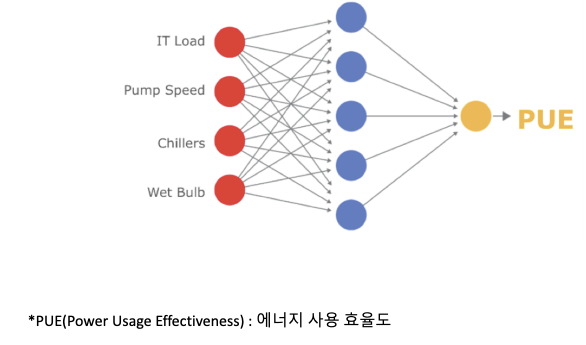 IT Load
Pump Speed
Chillers
Wet Bulb
PUE
*PUE(Power Usage Effectiveness) : 에너지 사용 효율도